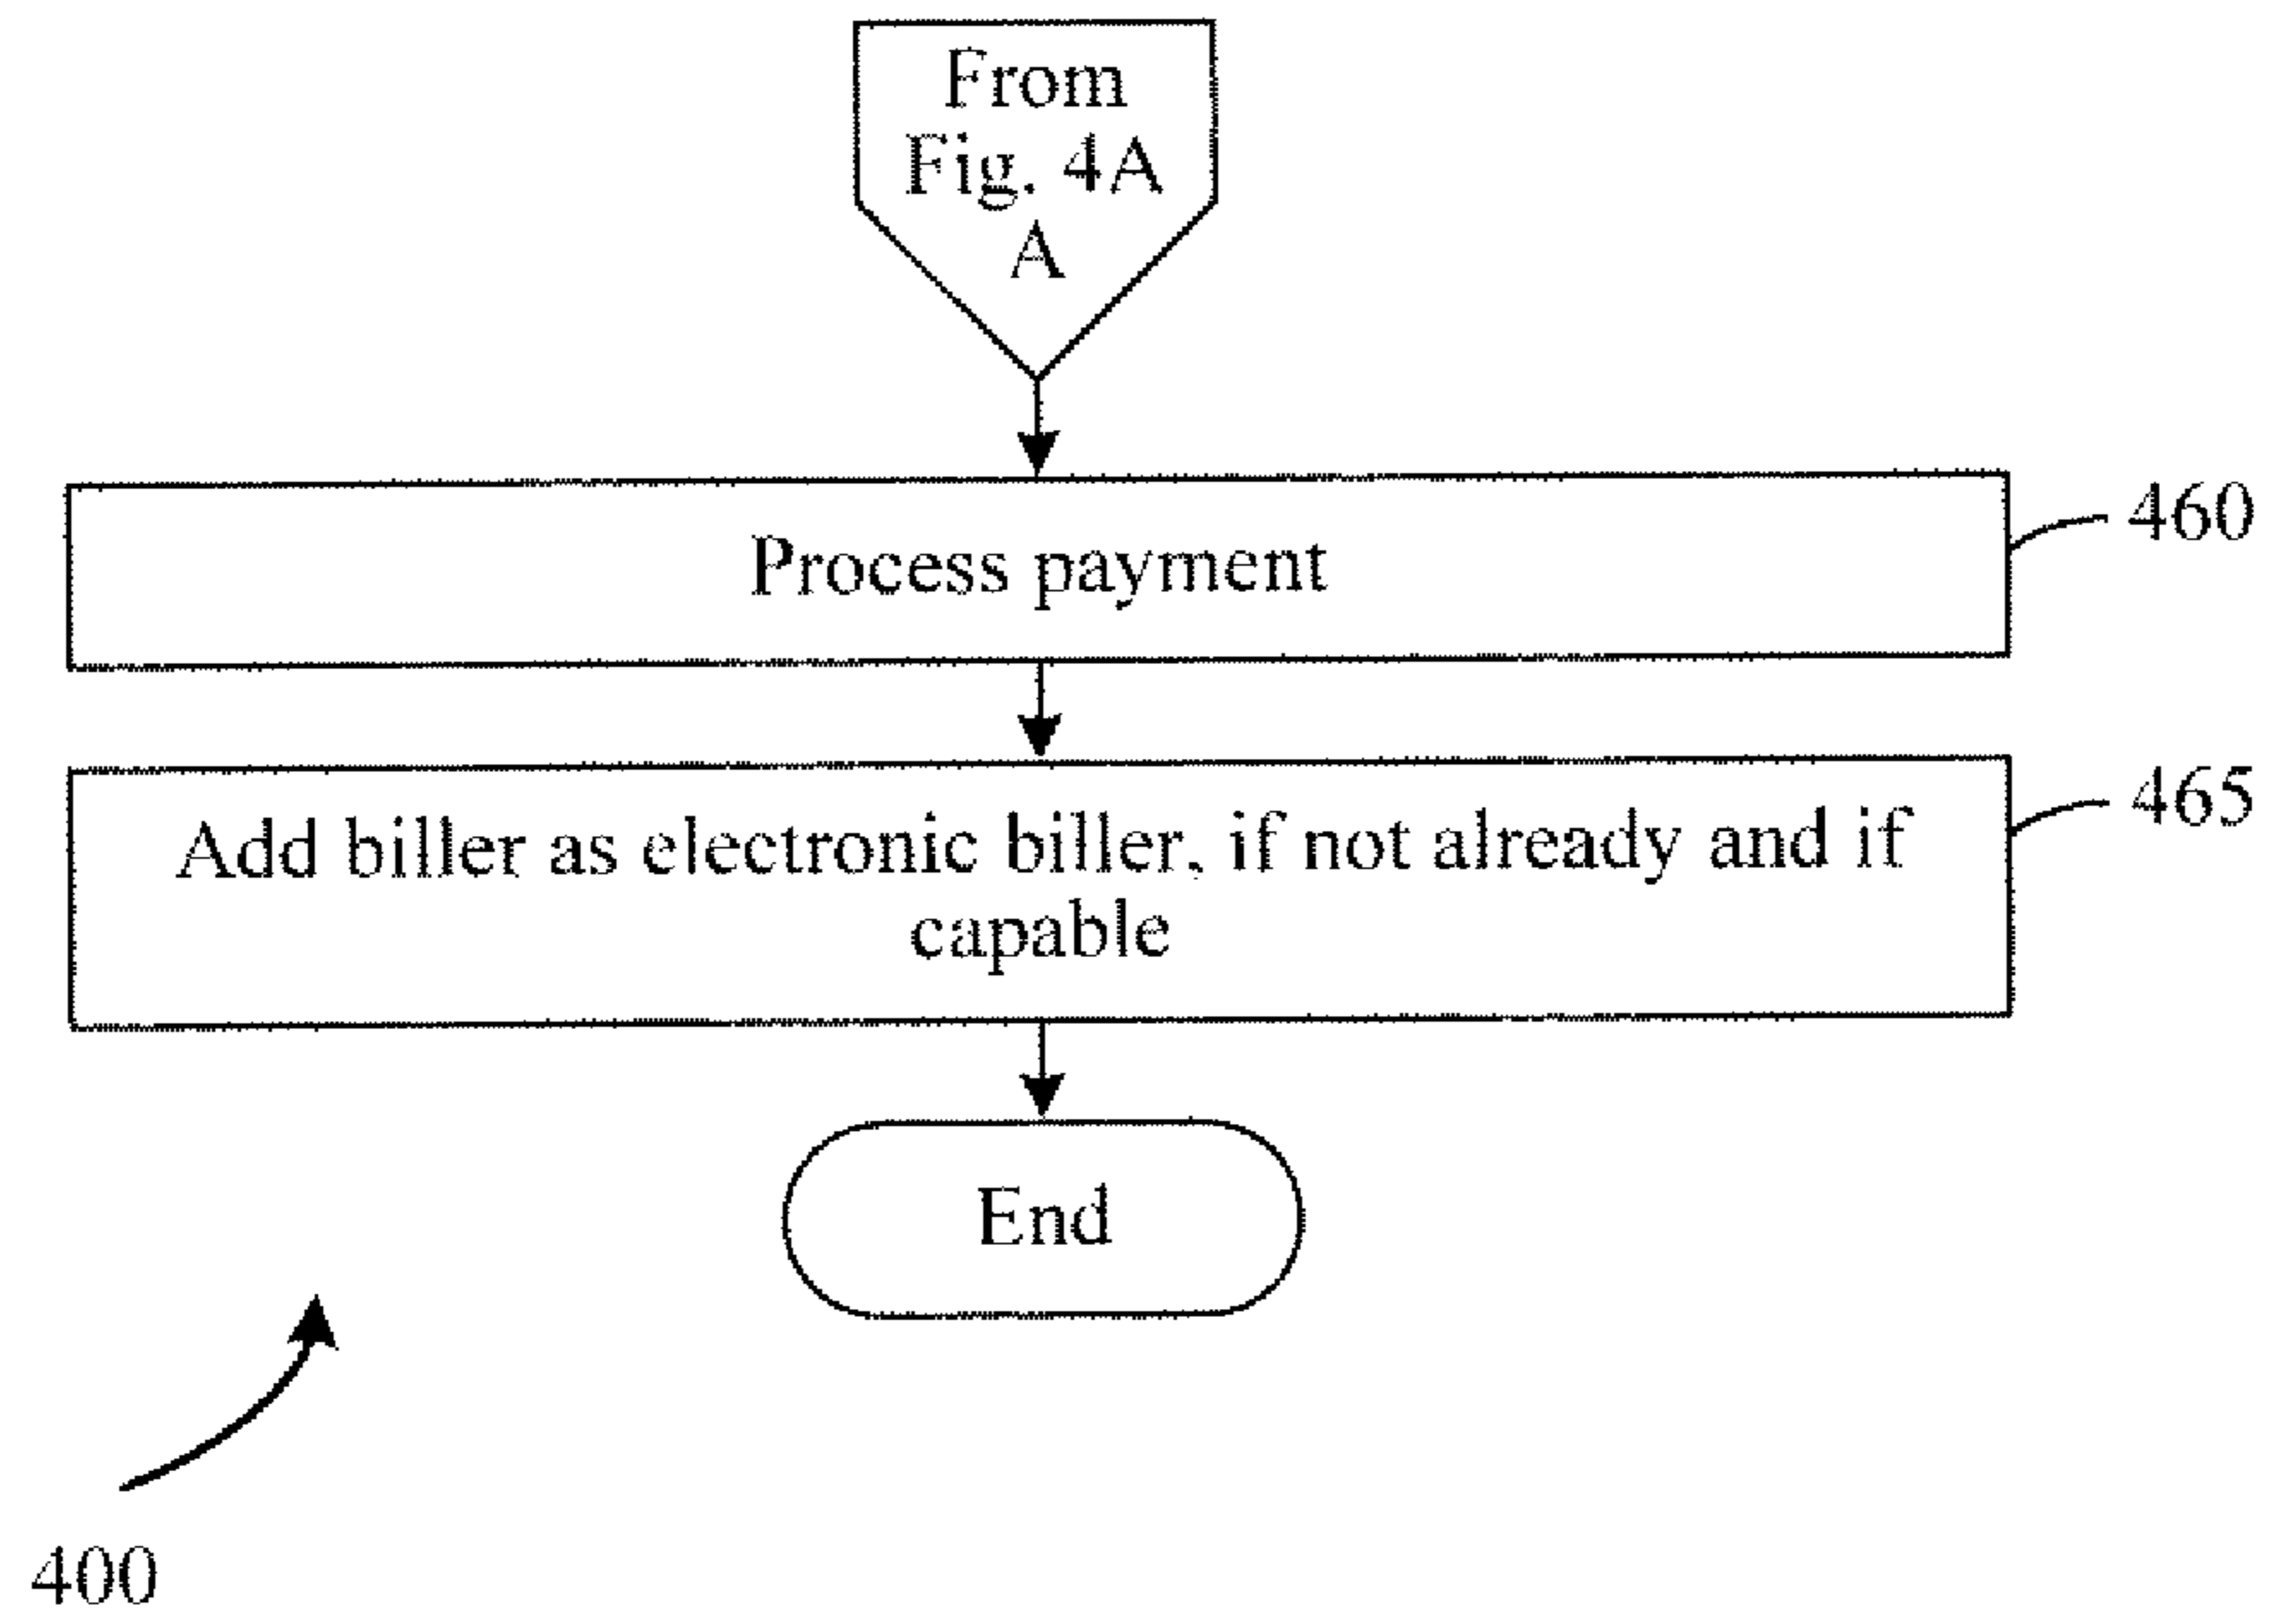 From
Fig. 4A
A
Process payment
460
Add biller as electronic biller, if not already and if
capable
465
End
400